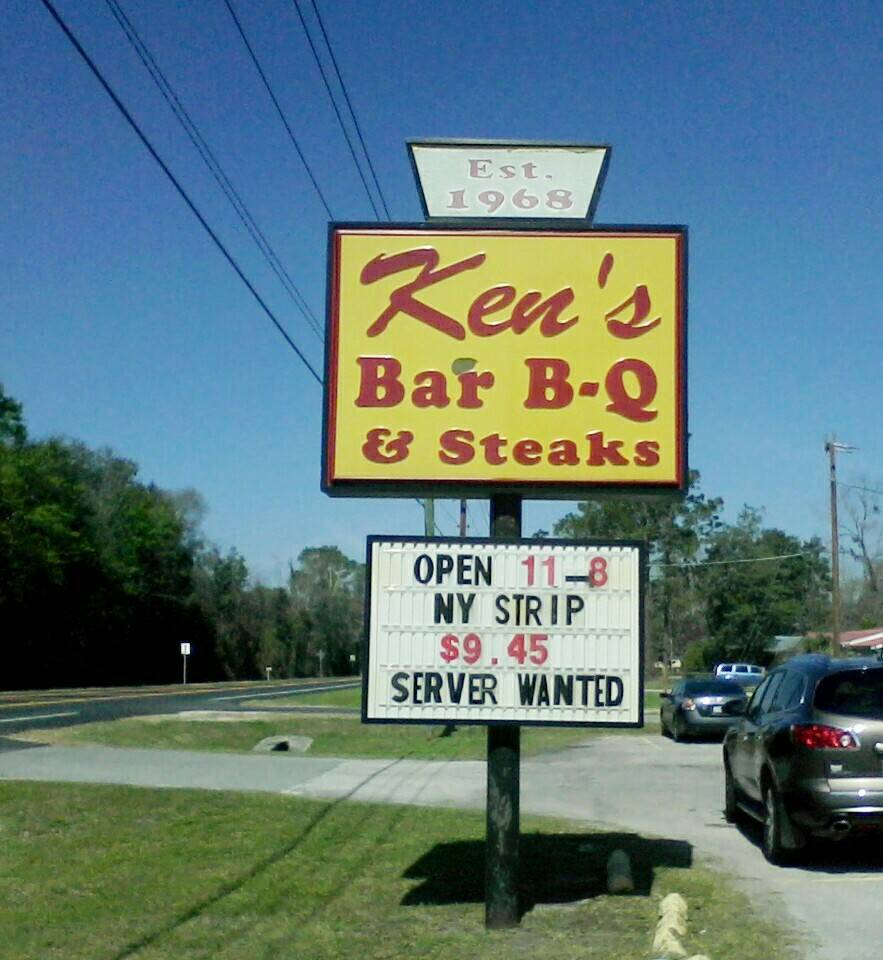 Est.
1968
Ken's
Bar B-Q
& Steaks
OPEN 11-8
NY STRIP
$9.45
SERVER WANTED